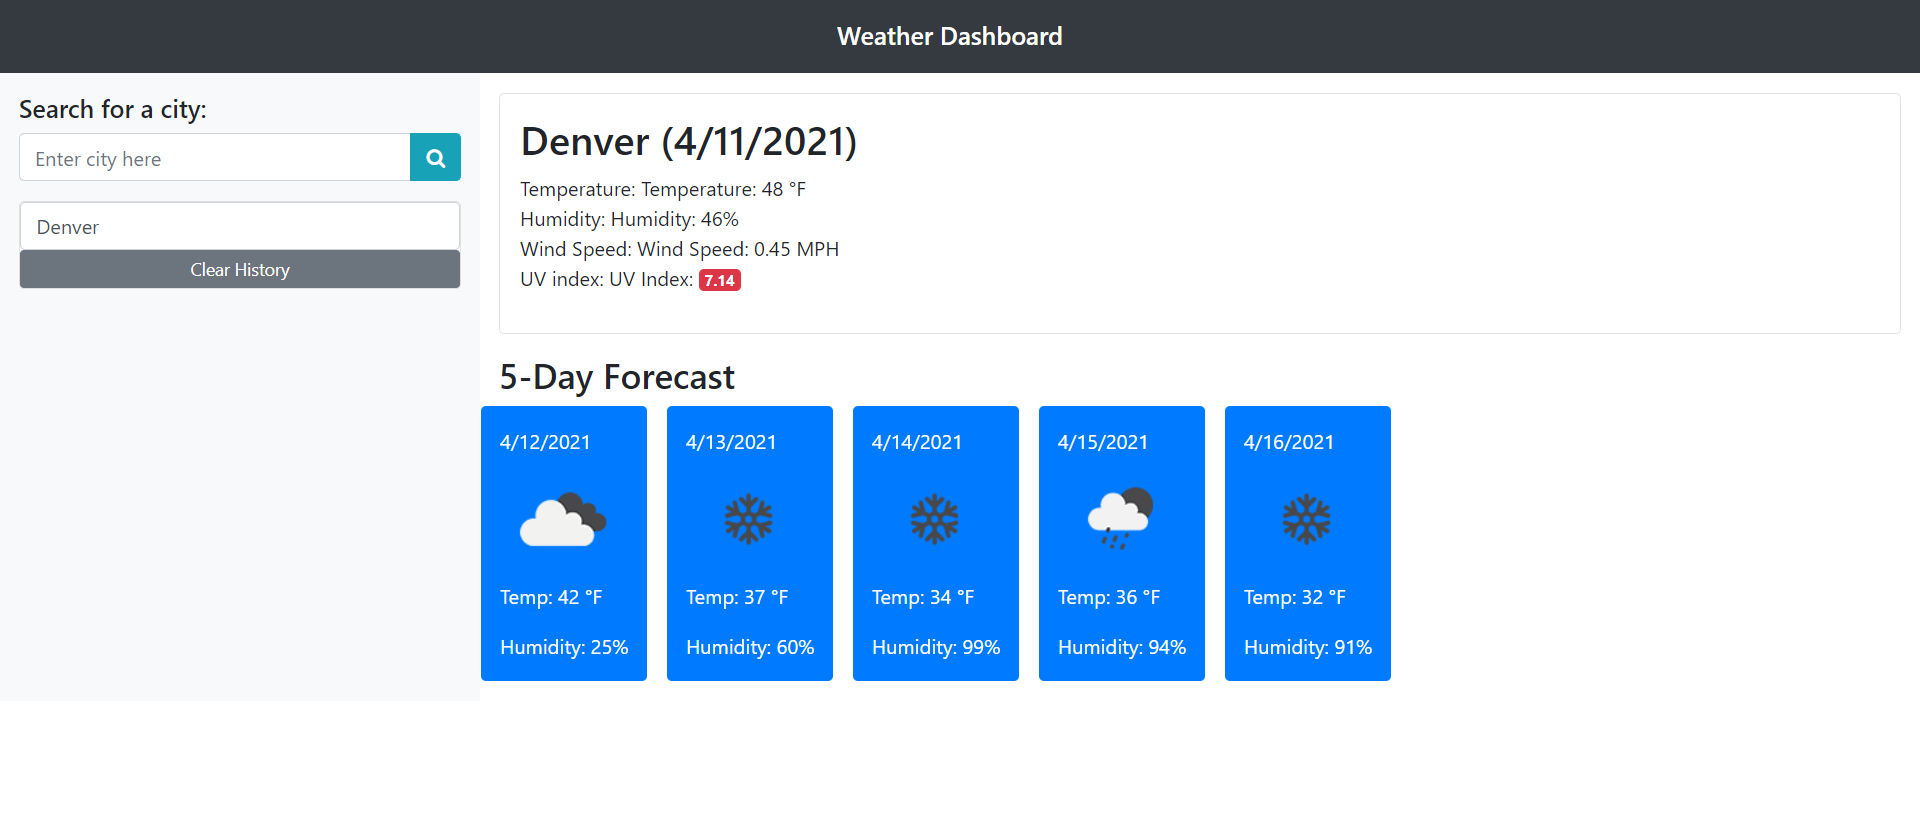 Weather Dashboard
Search for a city:
Enter city here
Denver
Clear History
Denver (4/11/2021)
Temperature: Temperature: 48 °F
Humidity: Humidity: 46%
Wind Speed: Wind Speed: 0.45 MPH
UV index: UV Index: 7.14
5-Day Forecast
4/12/2021
Temp: 42 °F
Humidity: 25%
4/13/2021
Temp: 37 °F
Humidity: 60%
4/14/2021
Temp: 34 °F
Humidity: 99%
4/15/2021
Temp: 36 °F
Humidity: 94%
4/16/2021
Temp: 32 °F
Humidity: 91%